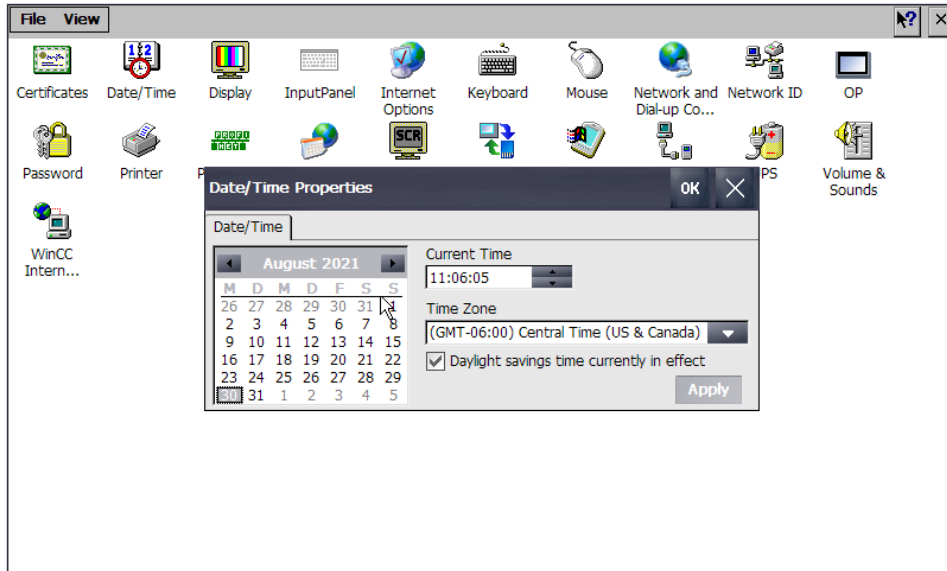 File View
?
Certificates
Date/Time
Display
InputPanel
Internet
Options
Keyboard
Mouse
Network and
Dial-up Co...
Network ID
OP
SCR
Password
Printer
PS
Volume &
Sounds
WinCC
Intern...
Date/Time Properties
OK
Date/Time
August 2021
M D M D F S S
26 27 28 29 30 31 1
2 3 4 5 6 7 8
9 10 11 12 13 14 15
16 17 18 19 20 21 22
23 24 25 26 27 28 29
30 31 1 2 3 4 5
Current Time
11:06:05
Time Zone
(GMT-06:00) Central Time (US & Canada)
Daylight savings time currently in effect
Apply